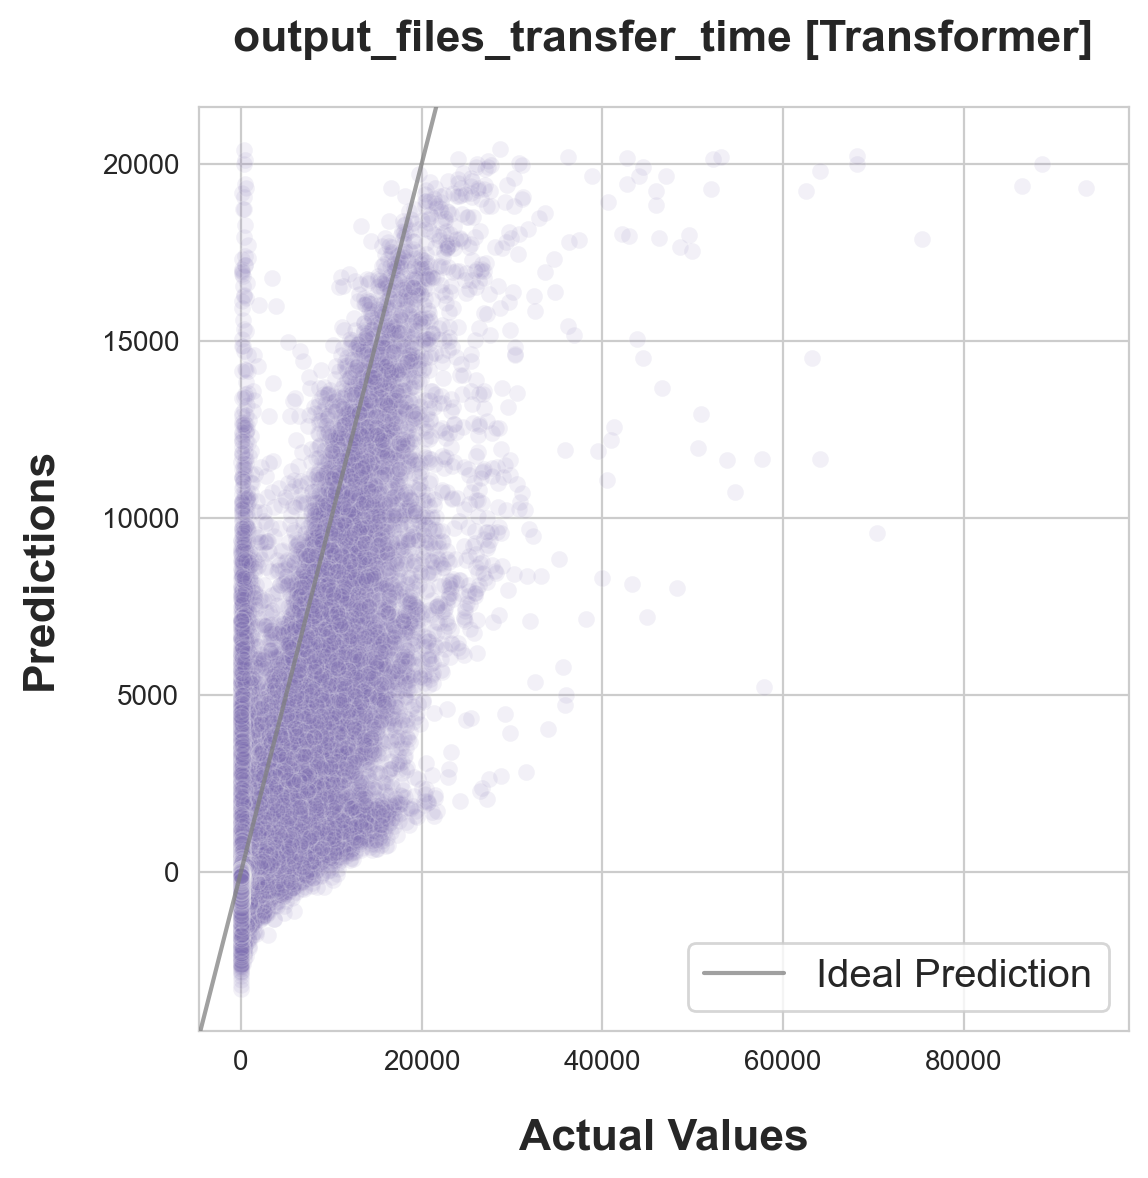 output_files_transfer_time [Transformer]
20000
15000
10000
5000
0
Predictions
Ideal Prediction
0 20000 40000 60000 80000
Actual Values